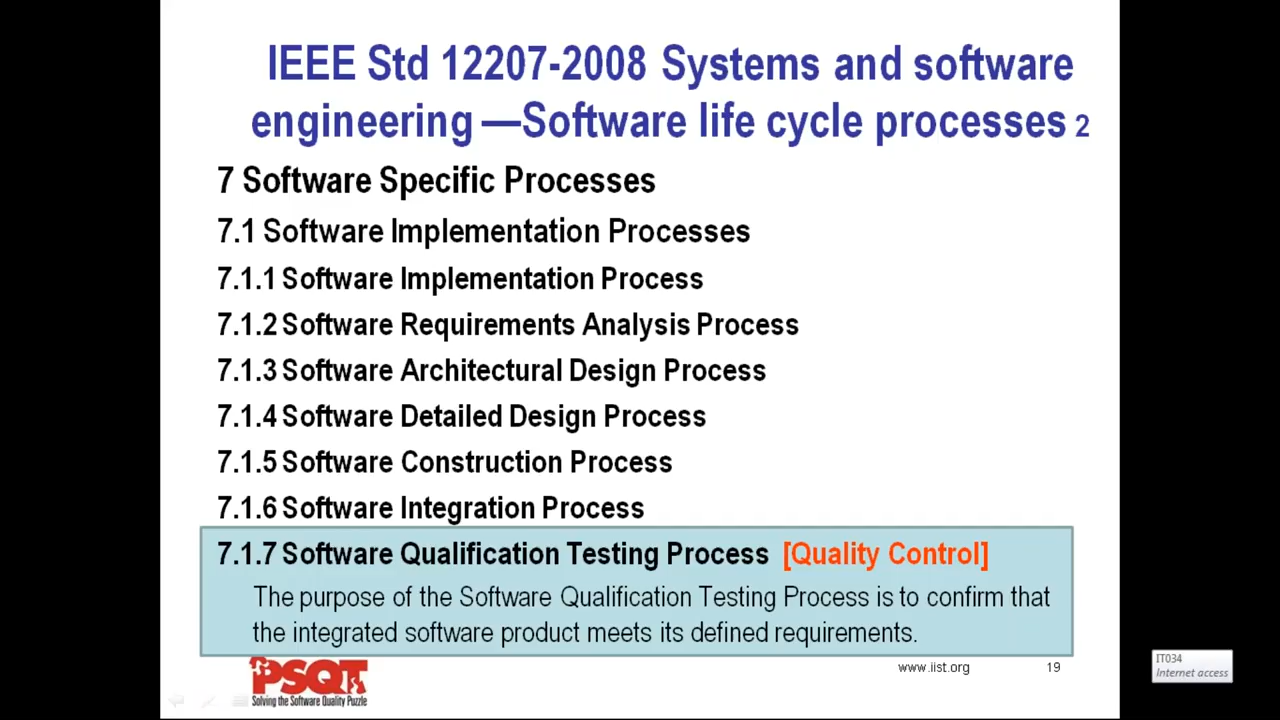 IEEE Std 12207-2008 Systems and software
engineering —Software life cycle processes 2
7 Software Specific Processes
7.1 Software Implementation Processes
7.1.1 Software Implementation Process
7.1.2 Software Requirements Analysis Process
7.1.3 Software Architectural Design Process
7.1.4 Software Detailed Design Process
7.1.5 Software Construction Process
7.1.6 Software Integration Process
7.1.7 Software Qualification Testing Process [Quality Control]
The purpose of the Software Qualification Testing Process is to confirm that
the integrated software product meets its defined requirements.
PSQT
Solving the Software Quality Puzzle
www.iist.org
19
IT034
Internet access